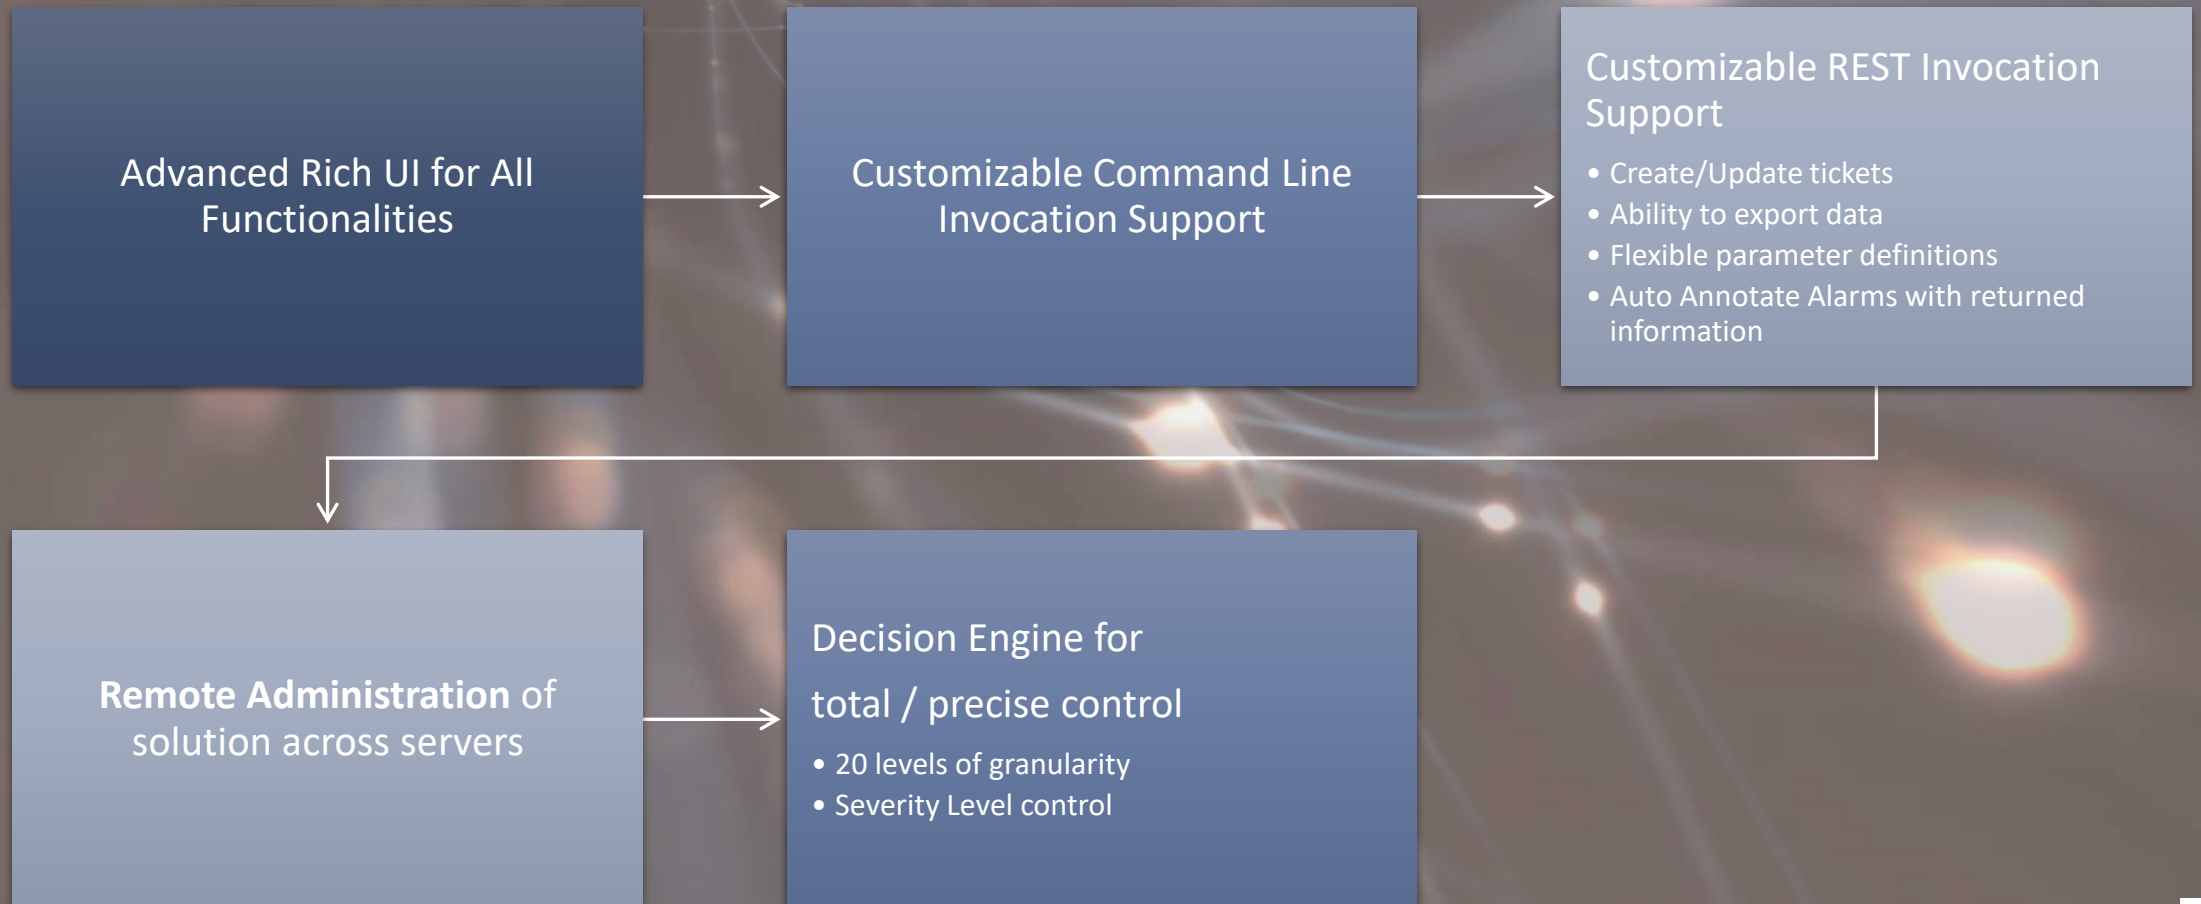 Advanced Rich UI for All
Functionalities
Customizable Command Line
Invocation Support
Customizable REST Invocation
Support
• Create/Update tickets
• Ability to export data
• Flexible parameter definitions
• Auto Annotate Alarms with returned
information
Remote Administration of
solution across servers
Decision Engine for
total / precise control
• 20 levels of granularity
• Severity Level control